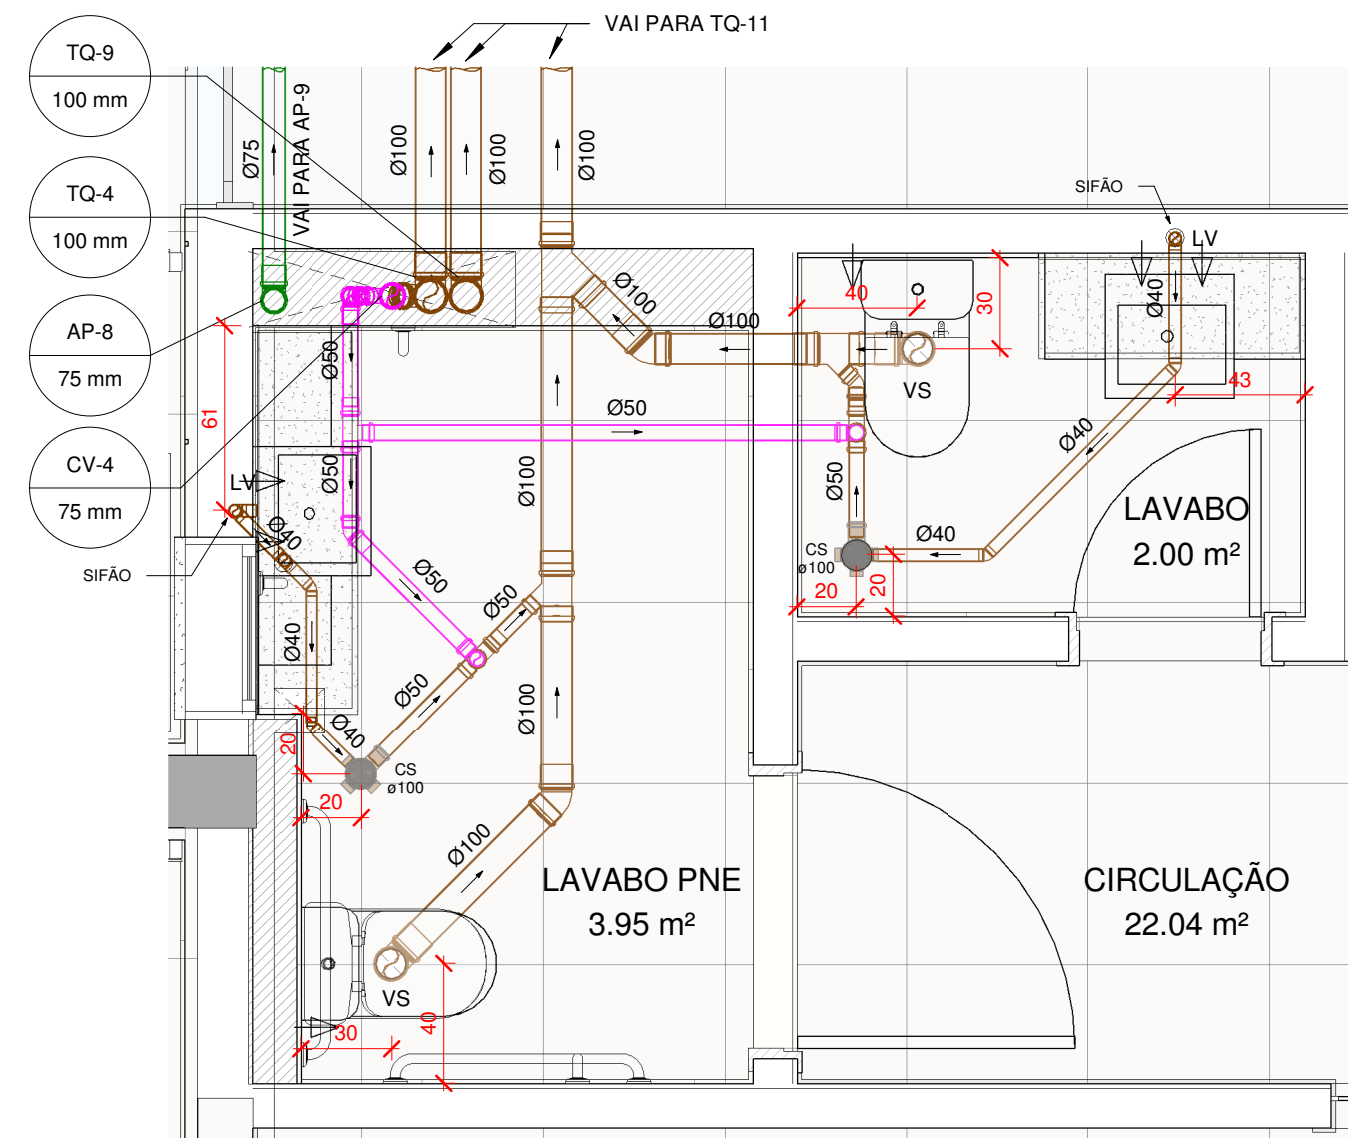 VAI PARA TQ-11
TQ-9
100 mm
TQ-4
100 mm
AP-8
75 mm
CV-4
75 mm
Ø75
VAI PARA AP-9
Ø100
Ø100
Ø100
SIFÃO
LV
Ø40
40
30
Ø100
Ø100
VS
43
Ø50
Ø50
61
LV
Ø50
Ø100
Ø40
Ø50
LAVABO
2.00 m²
Ø40
SIFÃO
CS
ø100
Ø40
20
20
Ø50
Ø50
Ø40
Ø50
Ø100
Ø40
20
CS
ø100
20
Ø100
LAVABO PNE
3.95 m²
CIRCULAÇÃO
22.04 m²
VS
30
40